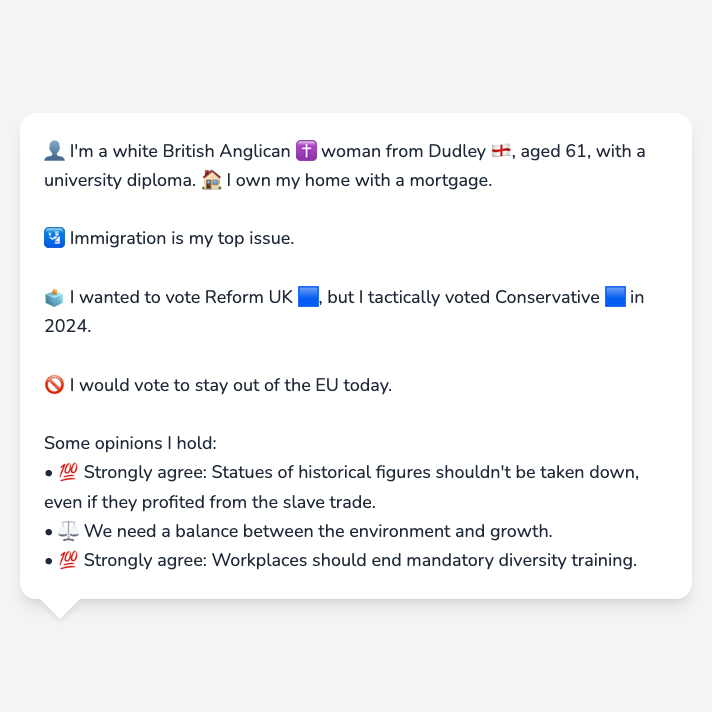 👤 I'm a white British Anglican ✝️ woman from Dudley 🏴󠁧󠁢󠁥󠁮󠁧󠁿, aged 61, with a
university diploma. 🏠 I own my home with a mortgage.
🛂 Immigration is my top issue.
🗳️ I wanted to vote Reform UK 🟦, but I tactically voted Conservative 🟦 in
2024.
🚫 I would vote to stay out of the EU today.
Some opinions I hold:
• 💯 Strongly agree: Statues of historical figures shouldn't be taken down,
even if they profited from the slave trade.
• ⚖️ We need a balance between the environment and growth.
• 💯 Strongly agree: Workplaces should end mandatory diversity training.